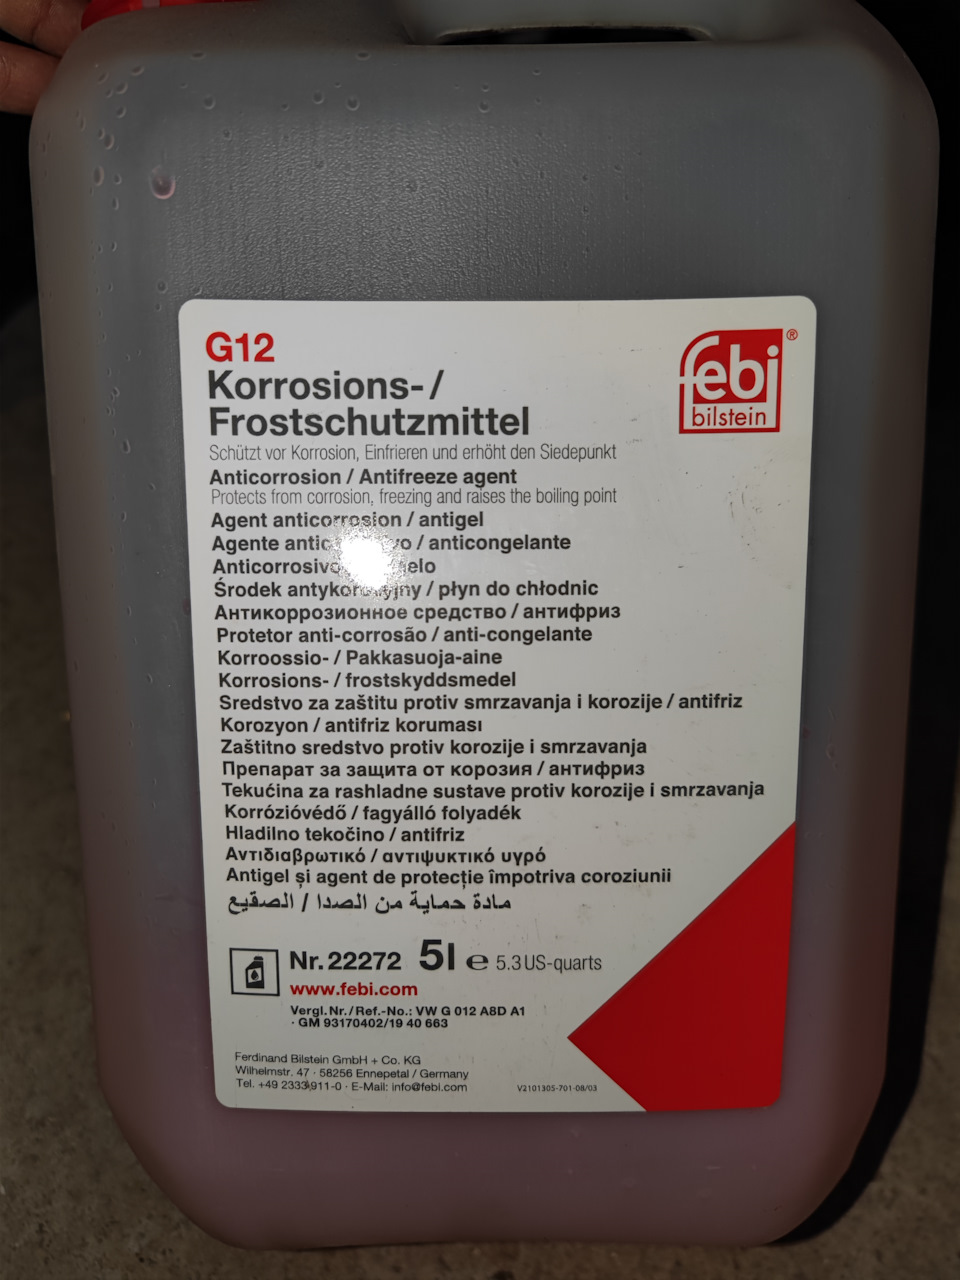 G12
febi
®
bilstein
Korrosions- /
Frostschutzmittel
Schützt vor Korrosion, Einfrieren und erhöht den Siedepunkt
Anticorrosion / Antifreeze agent
Protects from corrosion, freezing and raises the boiling point
Agent anticorrosion / antigel
Agente / anticongelante
Środek antykorozyjny / płyn do chłodnic
Антикоррозионное средство / антифриз
Protetor anti-corrosão / anti-congelante
Korroossio- / Pakkasuoja-aine
Korrosions- / frostskyddsmedel
Sredstvo za zaštitu protiv smrzavanja i korozije / antifriz
Korozyon / antifriz koruması
Zaštitno sredstvo protiv korozije i smrzavanja
Препарат за защита от корозия / антифриз
Tekućina za rashladne sustave protiv korozije i smrzavanja
Korrózióvédő / fagyálló folyadék
Hladilno tekočino / antifriz
Αντιδιαβρωτικό / αντιψυκτικό υγρό
Antigel și agent de protecție împotriva coroziunii
مادة حماية من الصدا / الصقيع
Nr. 22272 5l ℮ 5.3 US-quarts
www.febi.com
Vergl. Nr. / Ref.-No.: VW G 012 A8D A1
· GM 93170402/19 40 663
Ferdinand Bilstein GmbH + Co. KG
Wilhelmstr. 47 · 58256 Ennepetal / Germany
Tel. +49 2333 911-0 · E-Mail: info@febi.com
V2101305-701-08/03